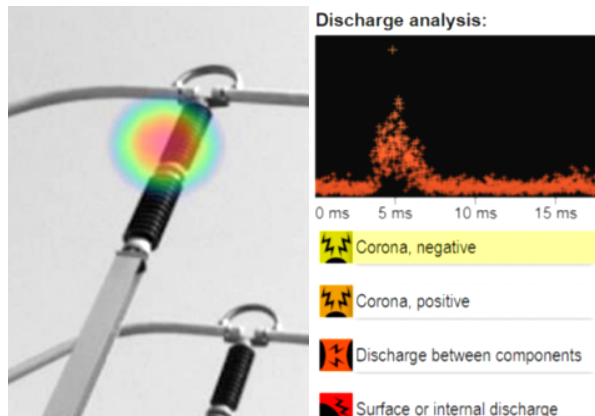 Discharge analysis:
0 ms 5 ms 10 ms 15 ms
Corona, negative
Corona, positive
Discharge between components
Surface or internal discharge